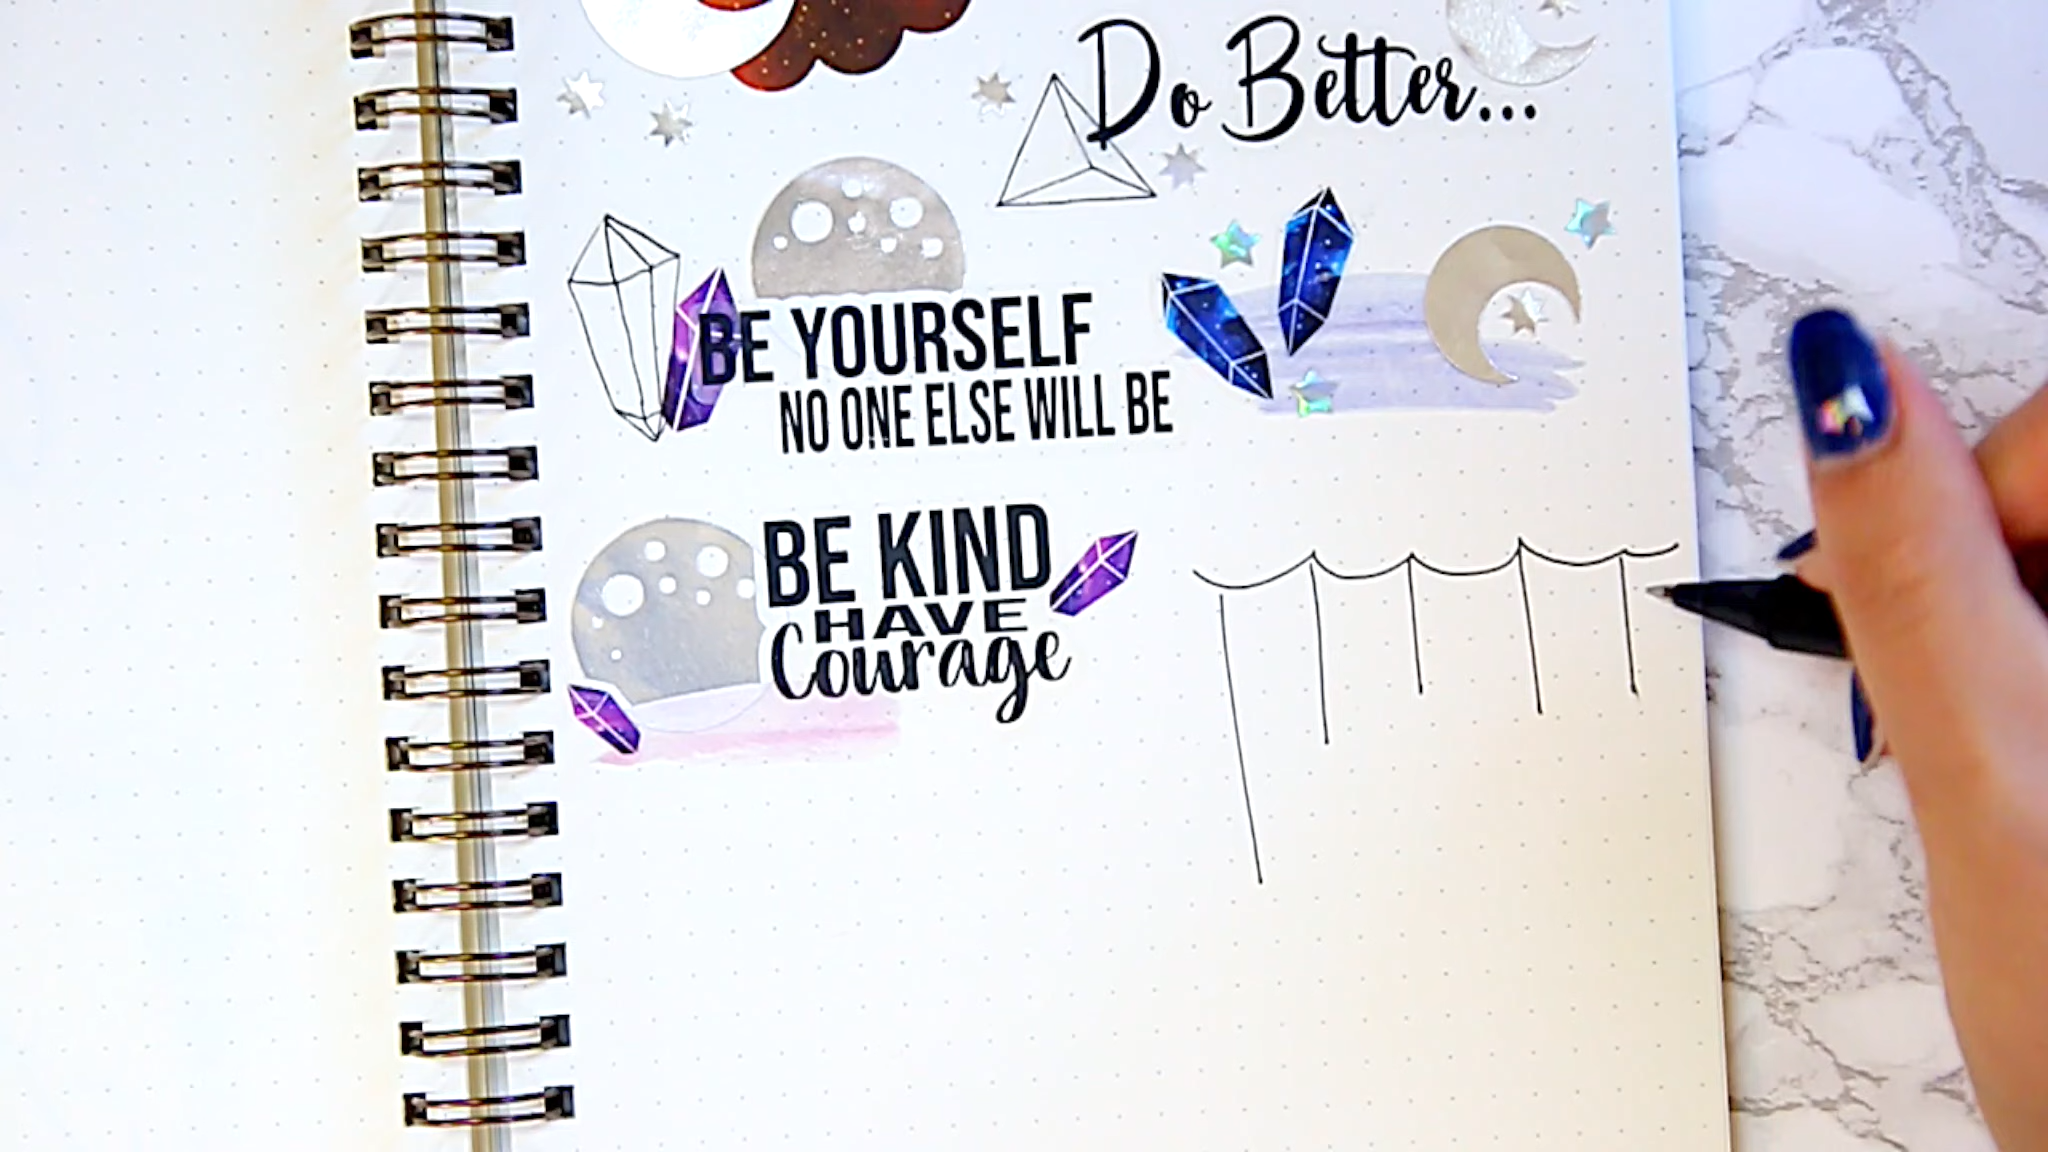 Do Better...
BE YOURSELF
NO ONE ELSE WILL BE
BE KIND
HAVE
Courage